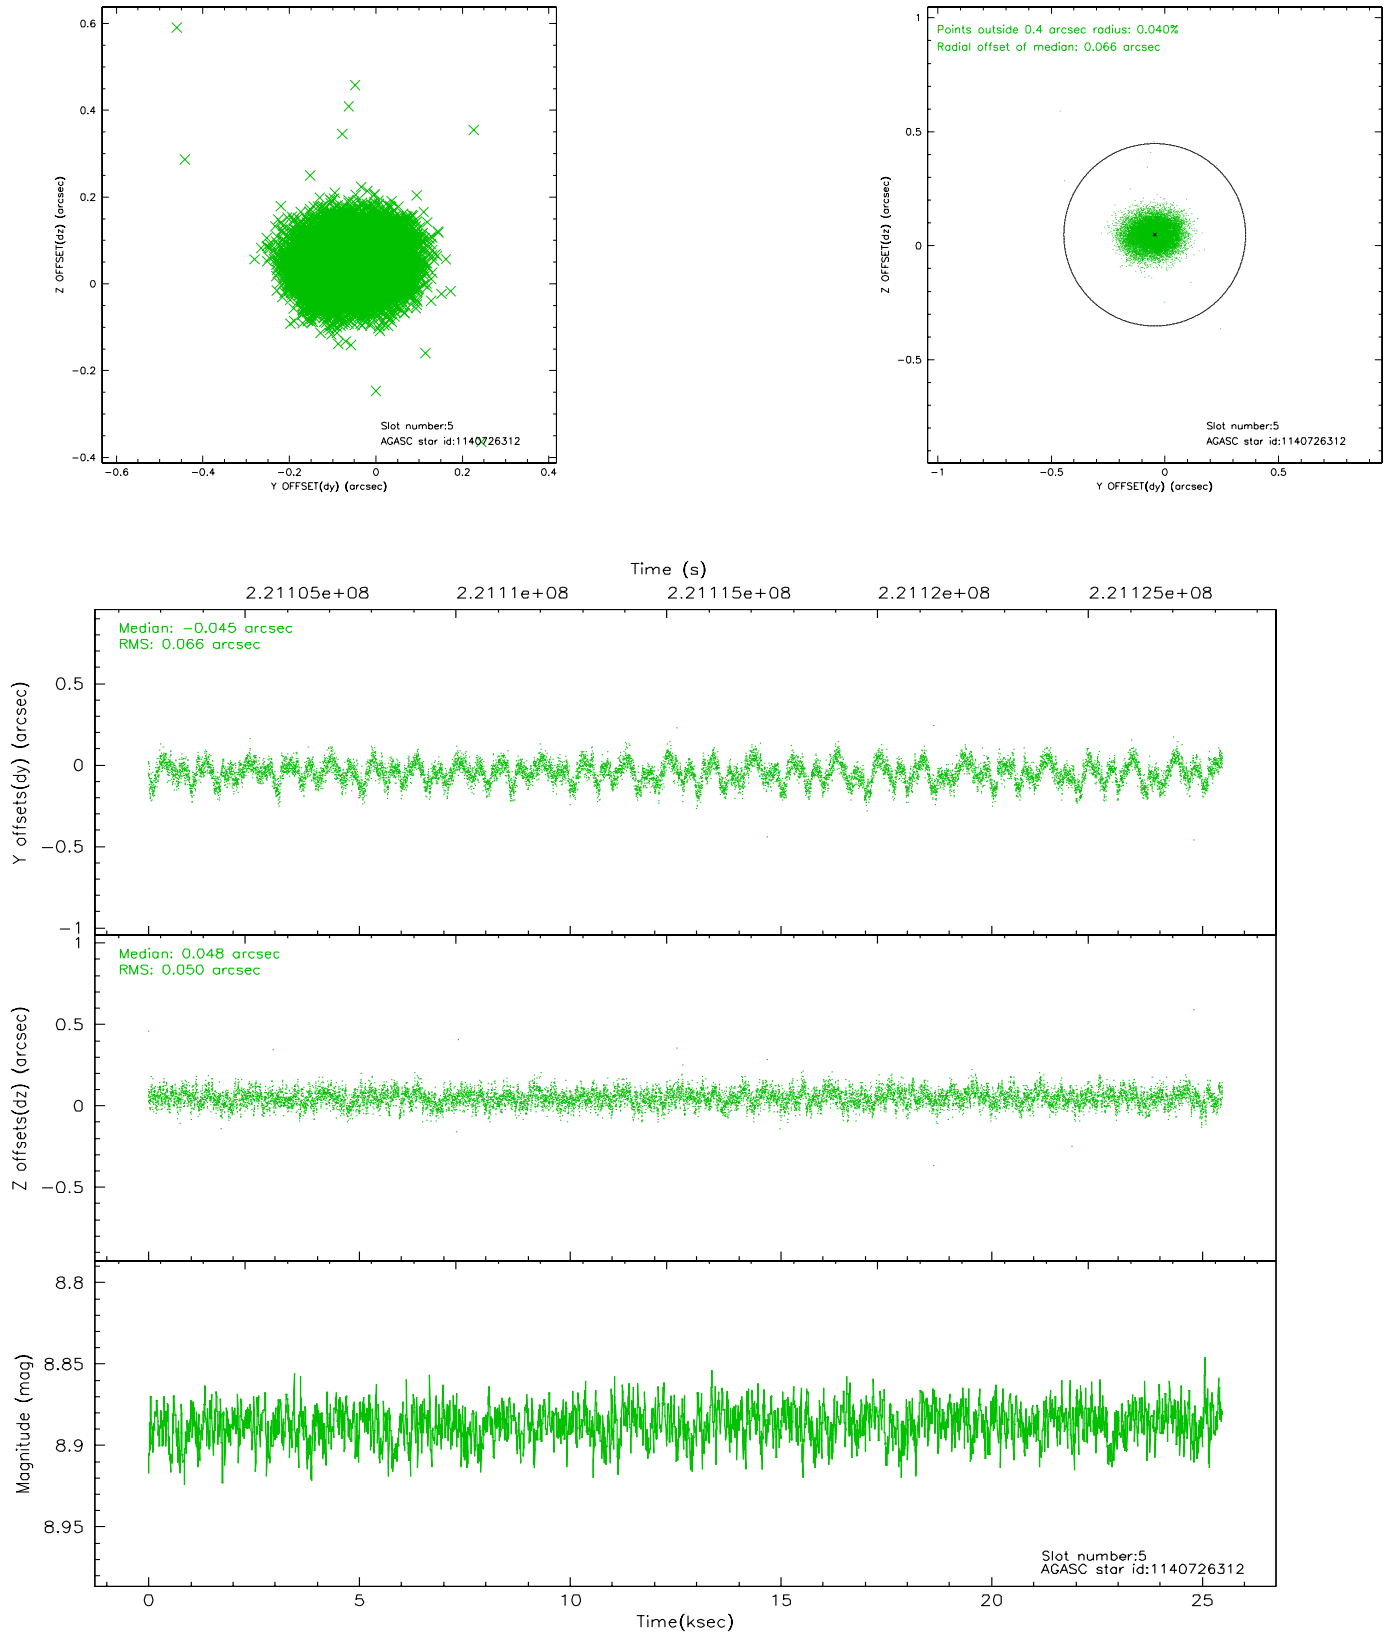 0.6
0.4
0.2
0
−0.2
−0.4
−0.6
−0.4
−0.2
0
0.2
0.4
Z OFFSET(dz) (arcsec)
Y OFFSET(dy) (arcsec)
Slot number:5
AGASC star id:1140726312
Points outside 0.4 arcsec radius: 0.040%
Radial offset of median: 0.066 arcsec
1
0.5
0
−0.5
−1
−0.5
0
0.5
Z OFFSET(dz) (arcsec)
Y OFFSET(dy) (arcsec)
Slot number:5
AGASC star id:1140726312
Time (s)
2.21105e+08
2.2111e+08
2.21115e+08
2.2112e+08
2.21125e+08
Median: −0.045 arcsec
RMS: 0.066 arcsec
0.5
0
−0.5
−1
Y offsets(dy) (arcsec)
Median: 0.048 arcsec
RMS: 0.050 arcsec
1
0.5
0
−0.5
Z offsets(dz) (arcsec)
8.8
8.85
8.9
8.95
Magnitude (mag)
Slot number:5
AGASC star id:1140726312
0
5
10
15
20
25
Time(ksec)